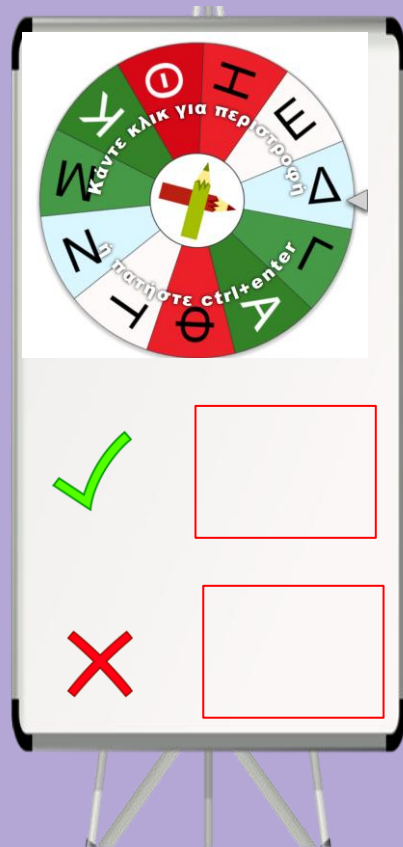 Κάντε κλικ για περιστροφή
ή πατήστε ctrl+enter
Α
Γ
Δ
Ε
Η
Θ
Κ
Μ
Ν
Τ
Φ